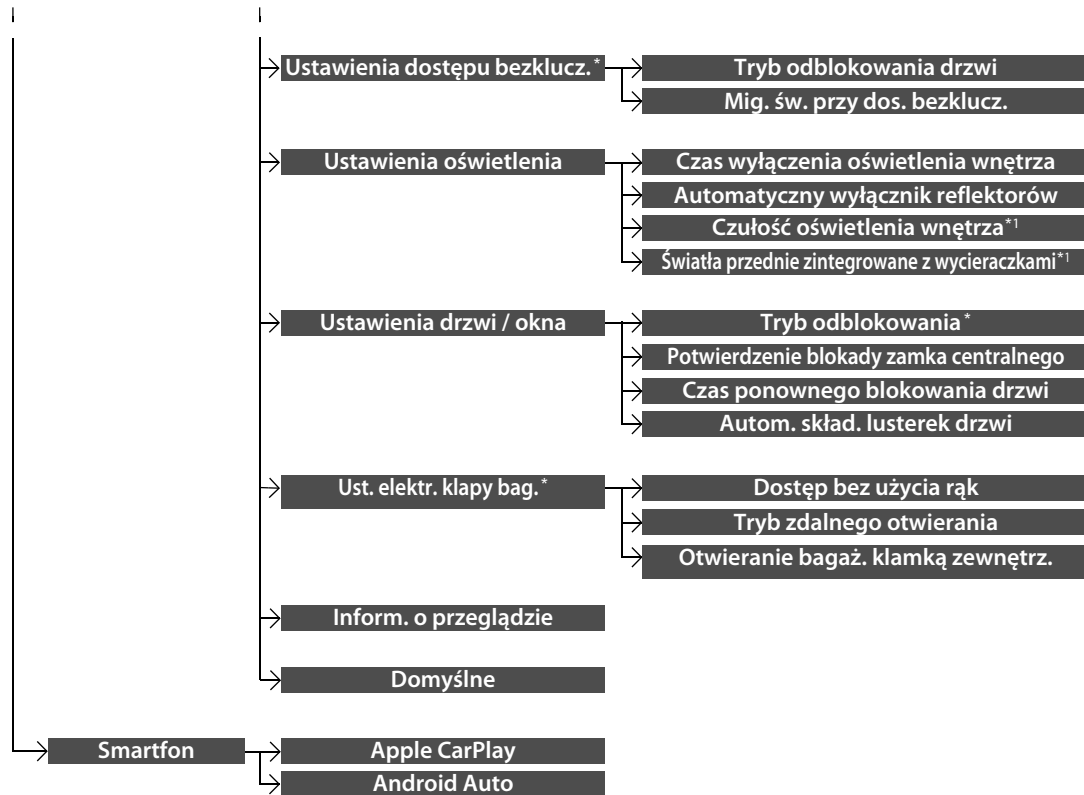 Ustawienia dostępu bezklucz.*
Tryb odblokowania drzwi
Mig. św. przy dos. bezklucz.
Ustawienia oświetlenia
Czas wyłączenia oświetlenia wnętrza
Automatyczny wyłącznik reflektorów
Czułość oświetlenia wnętrza*1
Światła przednie zintegrowane z wycieraczkami*1
Ustawienia drzwi / okna
Tryb odblokowania*
Potwierdzenie blokady zamka centralnego
Czas ponownego blokowania drzwi
Autom. skład. lusterek drzwi
Ust. elektr. klapy bag.*
Dostęp bez użycia rąk
Tryb zdalnego otwierania
Otwieranie bagaż. klamką zewnętrz.
Inform. o przeglądzie
Domyślne
Smartfon
Apple CarPlay
Android Auto